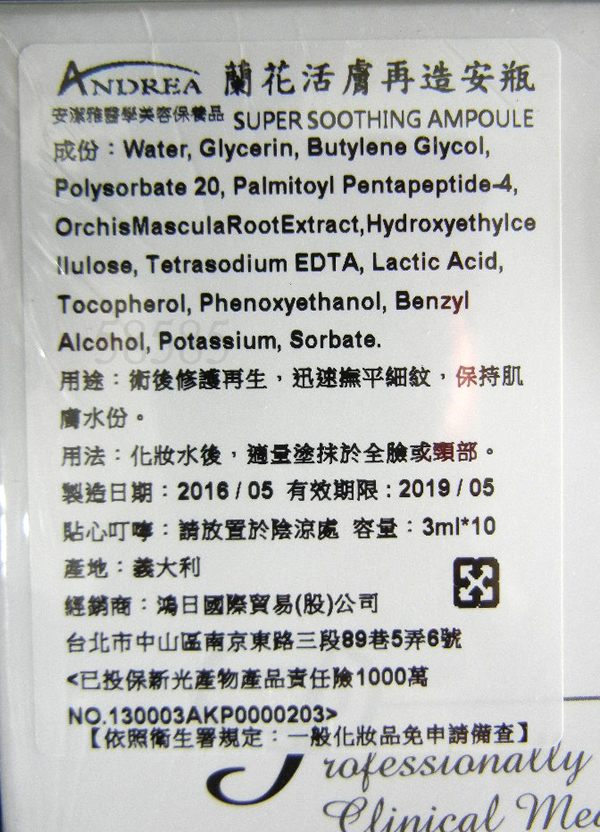 ANDREA 蘭花活膚再造安瓶
安潔雅醫學美容保養品 SUPER SOOTHING AMPOULE
成份：Water, Glycerin, Butylene Glycol,
Polysorbate 20, Palmitoyl Pentapeptide-4,
OrchisMasculaRootExtract,Hydroxyethylce
llulose, Tetrasodium EDTA, Lactic Acid,
Tocopherol, Phenoxyethanol, Benzyl
Alcohol, Potassium, Sorbate.
58585
用途：術後修護再生，迅速撫平細紋，保持肌
膚水份。
用法：化妝水後，適量塗抹於全臉或頸部。
製造日期：2016 / 05 有效期限：2019 / 05
貼心叮嚀：請放置於陰涼處 容量：3ml*10
產地：義大利
經銷商：鴻日國際貿易(股)公司
台北市中山區南京東路三段89巷5弄6號
<已投保新光產物產品責任險1000萬
NO.130003AKP0000203>
【依照衛生署規定：一般化妝品免申請備查】
Professionally
Clinical Med